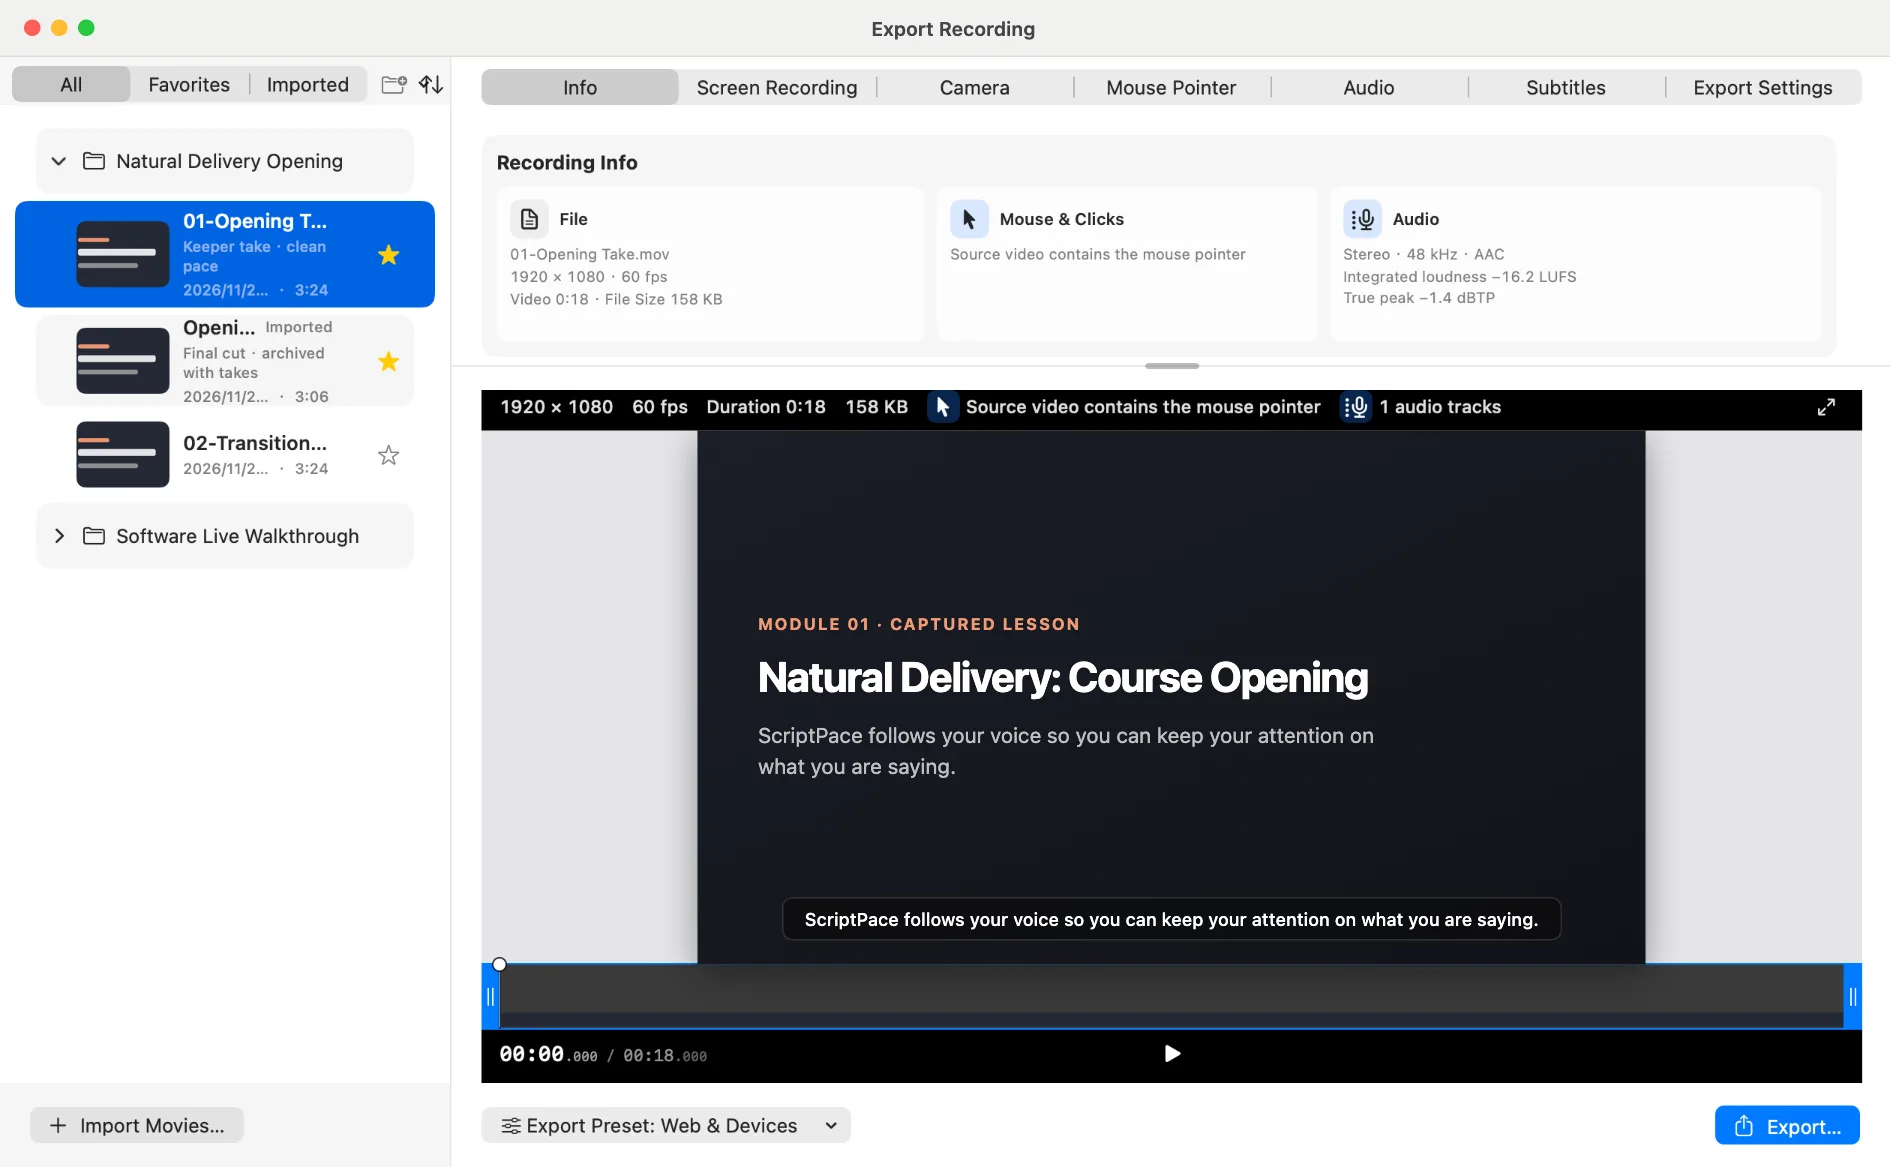 Export Recording
All
Favorites
Imported
Info
Screen Recording
Camera
Mouse Pointer
Audio
Subtitles
Export Settings
Natural Delivery Opening
01-Opening T...
Keeper take · clean
pace
2026/11/2... · 3:24
Openi... Imported
Final cut · archived
with takes
2026/11/2... · 3:06
02-Transition...
2026/11/2... · 3:24
Software Live Walkthrough
Import Movies...
Recording Info
File
01-Opening Take.mov
1920 × 1080 · 60 fps
Video 0:18 · File Size 158 KB
Mouse & Clicks
Source video contains the mouse pointer
Audio
Stereo · 48 kHz · AAC
Integrated loudness −16.2 LUFS
True peak −1.4 dBTP
1920 × 1080 60 fps Duration 0:18 158 KB Source video contains the mouse pointer 1 audio tracks
MODULE 01 · CAPTURED LESSON
Natural Delivery: Course Opening
ScriptPace follows your voice so you can keep your attention on
what you are saying.
ScriptPace follows your voice so you can keep your attention on what you are saying.
00:00.000 / 00:18.000
Export Preset: Web & Devices
Export...